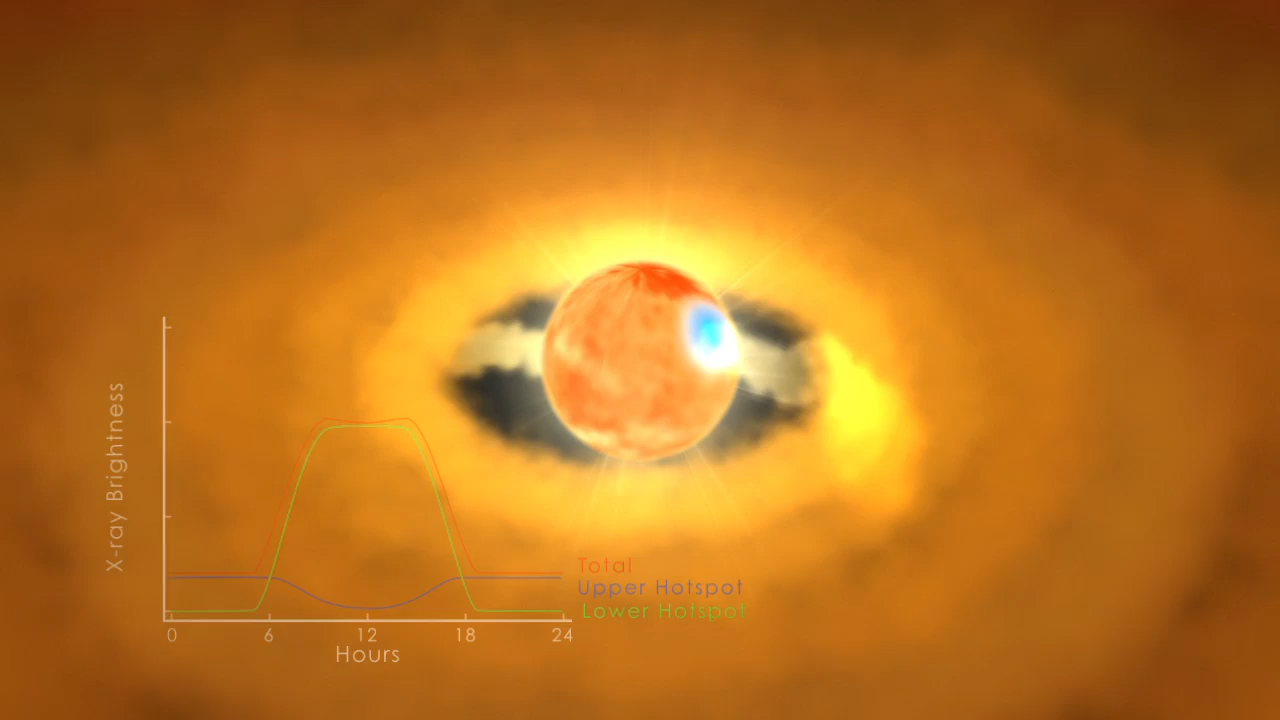 X-ray Brightness
Total
Upper Hotspot
Lower Hotspot
0 6 12 18 24
Hours